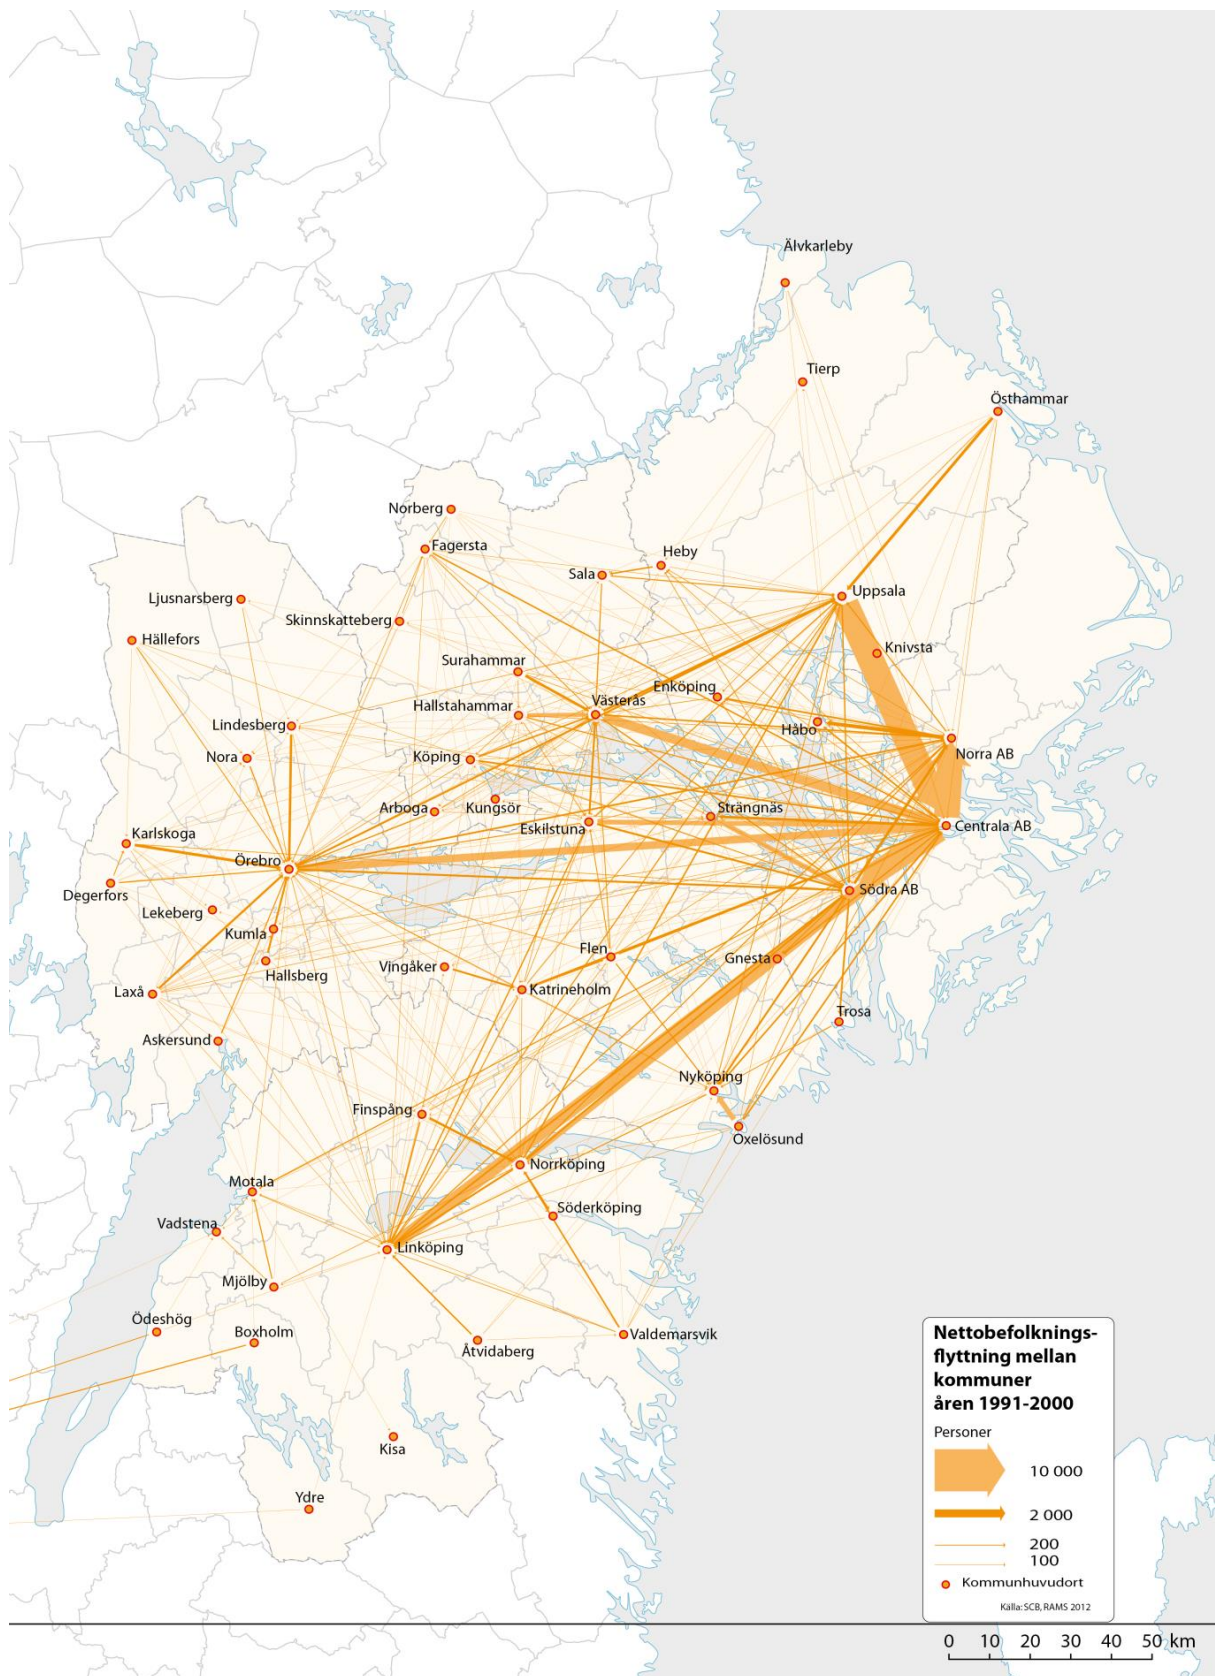 Älvkarleby
Tierp
Östhammar
Norberg
Fagersta
Heby
Sala
Uppsala
Ljusnarsberg
Skinnskatteberg
Hällefors
Knivsta
Surahammar
Enköping
Västerås
Hallstahammar
Lindesberg
Håbo
Norra AB
Nora
Köping
Arboga
Kungsör
Strängnäs
Eskilstuna
Centrala AB
Karlskoga
Örebro
Degerfors
Södra AB
Lekeberg
Kumla
Flen
Gnesta
Hallsberg
Vingåker
Laxå
Katrineholm
Trosa
Askersund
Nyköping
Finspång
Oxelösund
Norrköping
Motala
Söderköping
Vadstena
Linköping
Mjölby
Ödeshög
Boxholm
Valdemarsvik
Åtvidaberg
Kisa
Ydre
Nettobefolknings-
flyttning mellan
kommuner
åren 1991-2000
Personer
10 000
2 000
200
100
Kommunhuvudort
Källa: SCB, RAMS 2012
0 10 20 30 40 50 km